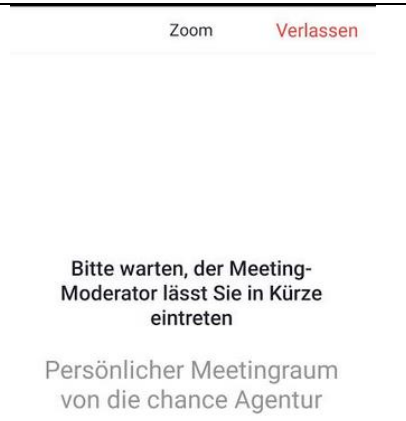 Zoom Verlassen
Bitte warten, der Meeting-
Moderator lässt Sie in Kürze
eintreten
Persönlicher Meetingraum
von die chance Agentur